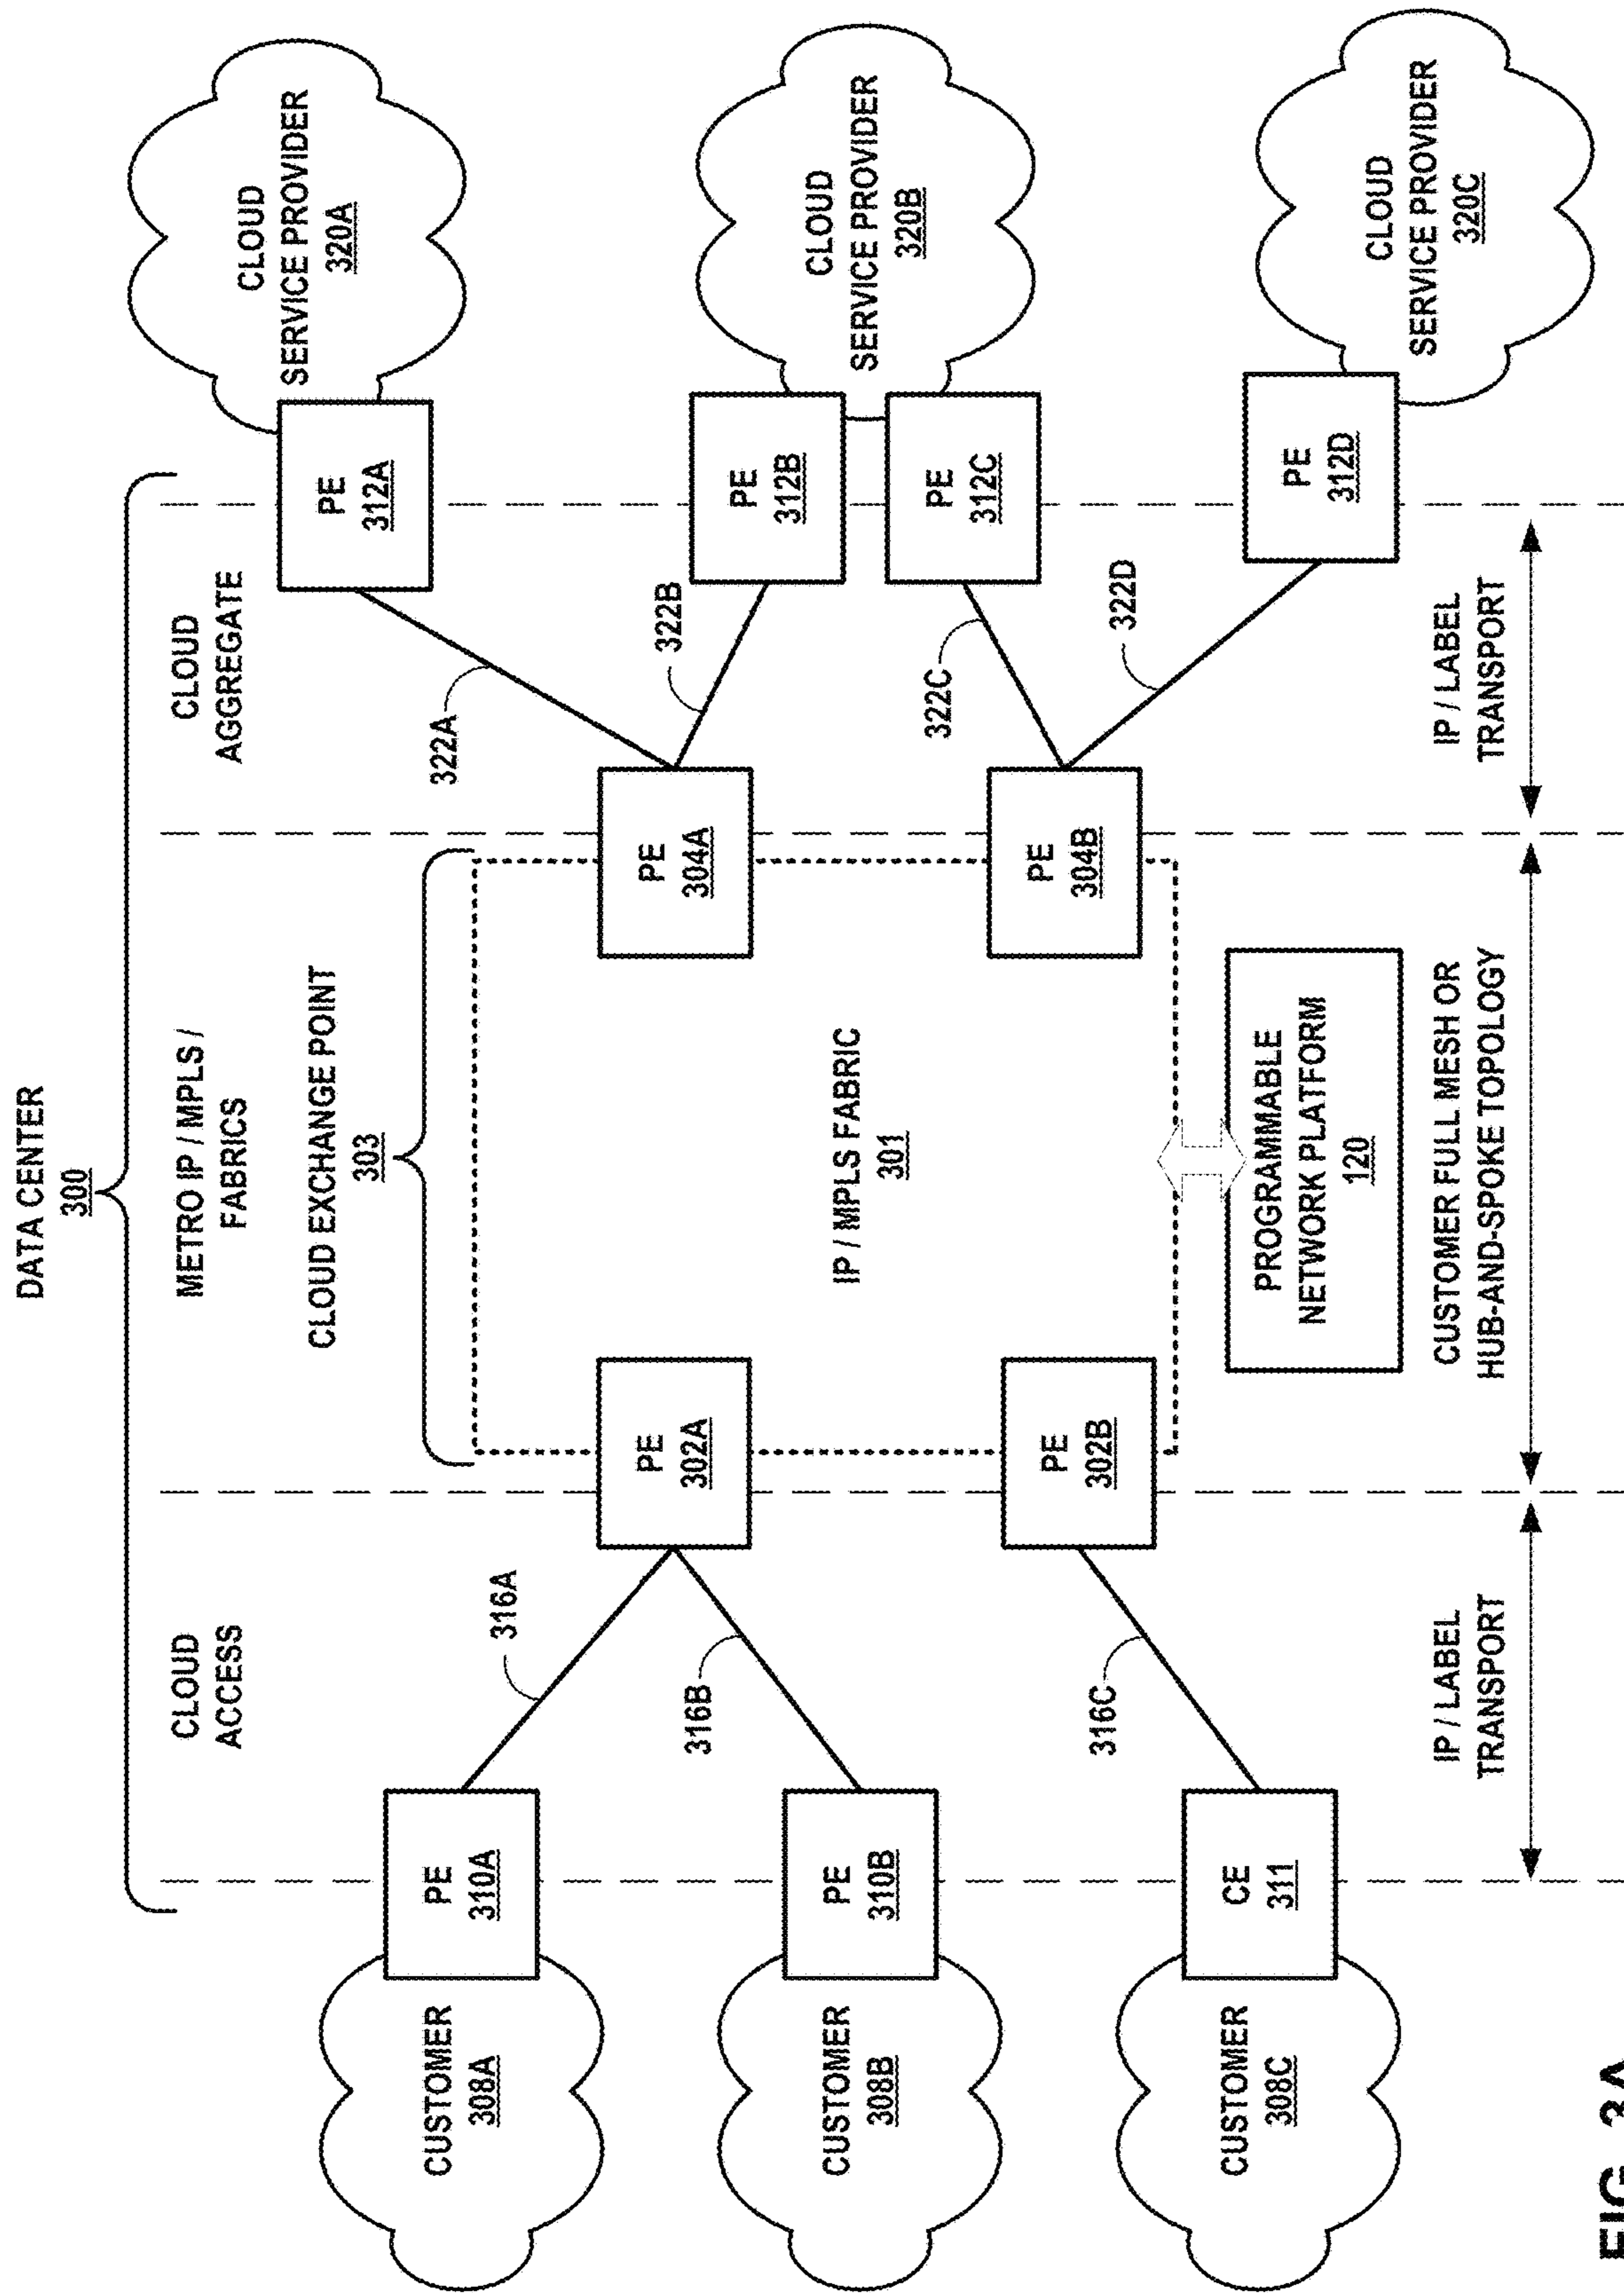 DATA CENTER
300
CLOUD
ACCESS
METRO IP / MPLS /
FABRICS
CLOUD
AGGREGATE
CLOUD EXCHANGE POINT
303
CUSTOMER
308A
PE
310A
316A
PE
302A
PE
304A
322A
PE
312A
CLOUD
SERVICE PROVIDER
320A
CUSTOMER
308B
PE
310B
316B
IP / MPLS FABRIC
301
322B
PE
312B
CLOUD
SERVICE PROVIDER
320B
PE
312C
322C
CUSTOMER
308C
CE
311
316C
PE
302B
PE
304B
322D
PE
312D
CLOUD
SERVICE PROVIDER
320C
PROGRAMMABLE
NETWORK PLATFORM
120
IP / LABEL
TRANSPORT
CUSTOMER FULL MESH OR
HUB-AND-SPOKE TOPOLOGY
IP / LABEL
TRANSPORT
FIG. 3A